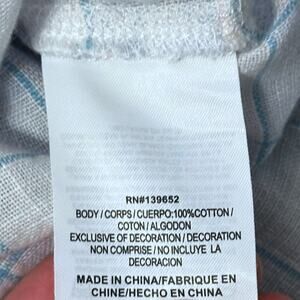 RN#139652
BODY / CORPS / CUERPO:100%COTTON /
COTON / ALGODON
EXCLUSIVE OF DECORATION / DECORATION
NON COMPRISE / NO INCLUYE LA
DECORACION
MADE IN CHINA/FABRIQUE EN
CHINE/HECHO EN CHINA